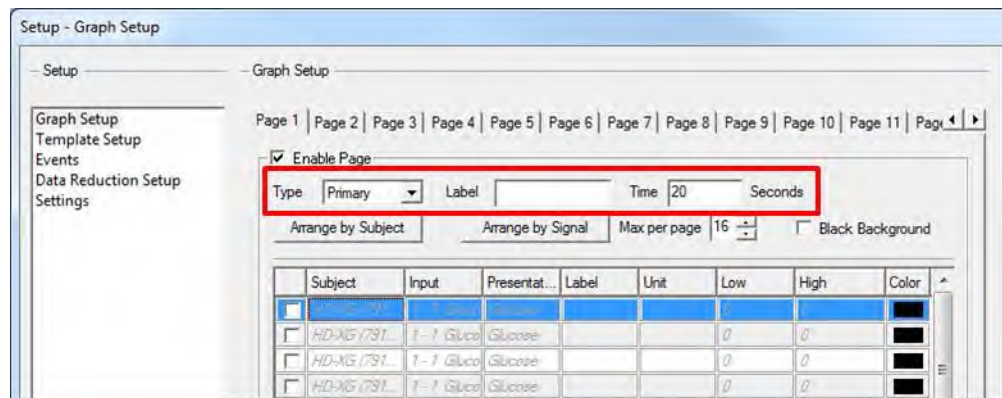 Setup - Graph Setup
Setup
Graph Setup
Template Setup
Events
Data Reduction Setup
Settings
Graph Setup
Page 1 Page 2 Page 3 Page 4 Page 5 Page 6 Page 7 Page 8 Page 9 Page 10 Page 11 Page
Enable Page
Type Primary Label Time 20 Seconds
Arrange by Subject Arrange by Signal Max per page 16 Black Background
Subject Input Presentat... Label Unit Low High Color
Glucose 0 0
HD-XG (791... 1 - 1 Gluco Glucose 0 0
HD-XG (791... 1 - 1 Gluco Glucose 0 0
HD-XG (791... 1 - 1 Gluco Glucose 0 0